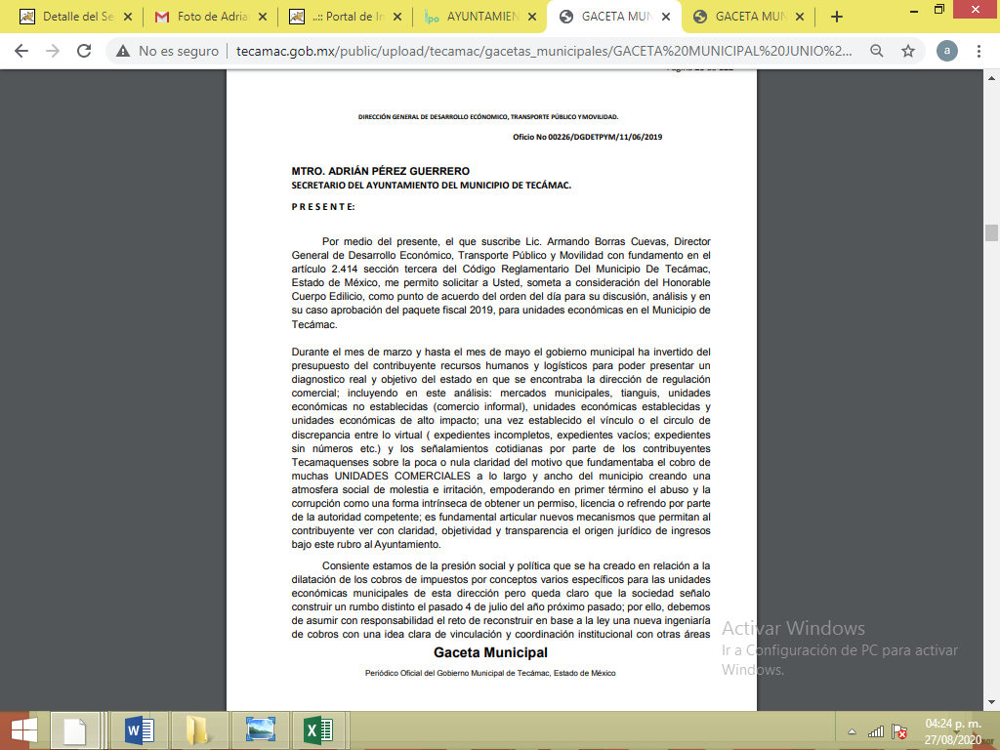 Detalle del Se
Foto de Adria
..:: Portal de Ir
AYUNTAMIEN
GACETA MUN
GACETA MUN
No es seguro
tecamac.gob.mx/public/upload/tecamac/gacetas_municipales/GACETA%20MUNICIPAL%20JUNIO%2...
a
DIRECCIÓN GENERAL DE DESARROLLO ECÓNOMICO, TRANSPORTE PÚBLICO Y MOVILIDAD.
Oficio No 00226/DGDETPYM/11/06/2019
MTRO. ADRIÁN PÉREZ GUERRERO
SECRETARIO DEL AYUNTAMIENTO DEL MUNICIPIO DE TECÁMAC.
P R E S E N T E:
Por medio del presente, el que suscribe Lic. Armando Borras Cuevas, Director
General de Desarrollo Económico, Transporte Público y Movilidad con fundamento en el
artículo 2.414 sección tercera del Código Reglamentario Del Municipio De Tecámac,
Estado de México, me permito solicitar a Usted, someta a consideración del Honorable
Cuerpo Edilicio, como punto de acuerdo del orden del día para su discusión, análisis y en
su caso aprobación del paquete fiscal 2019, para unidades económicas en el Municipio de
Tecámac.
Durante el mes de marzo y hasta el mes de mayo el gobierno municipal ha invertido del
presupuesto del contribuyente recursos humanos y logísticos para poder presentar un
diagnostico real y objetivo del estado en que se encontraba la dirección de regulación
comercial; incluyendo en este análisis: mercados municipales, tianguis, unidades
económicas no establecidas (comercio informal), unidades económicas establecidas y
unidades económicas de alto impacto; una vez establecido el vínculo o el circulo de
discrepancia entre lo virtual ( expedientes incompletos, expedientes vacíos; expedientes
sin números etc.) y los señalamientos cotidianas por parte de los contribuyentes
Tecamaquenses sobre la poca o nula claridad del motivo que fundamentaba el cobro de
muchas UNIDADES COMERCIALES a lo largo y ancho del municipio creando una
atmosfera social de molestia e irritación, empoderando en primer término el abuso y la
corrupción como una forma intrínseca de obtener un permiso, licencia o refrendo por parte
de la autoridad competente; es fundamental articular nuevos mecanismos que permitan al
contribuyente ver con claridad, objetividad y transparencia el origen jurídico de ingresos
bajo este rubro al Ayuntamiento.
Consiente estamos de la presión social y política que se ha creado en relación a la
dilatación de los cobros de impuestos por conceptos varios específicos para las unidades
económicas municipales de esta dirección pero queda claro que la sociedad señalo
construir un rumbo distinto el pasado 4 de julio del año próximo pasado; por ello, debemos
de asumir con responsabilidad el reto de reconstruir en base a la ley una nueva ingeniaría
de cobros con una idea clara de vinculación y coordinación institucional con otras áreas
Gaceta Municipal
Periódico Oficial del Gobierno Municipal de Tecámac, Estado de México
Activar Windows
Ir a Configuración de PC para activar
Windows.
04:24 p. m.
27/08/2020